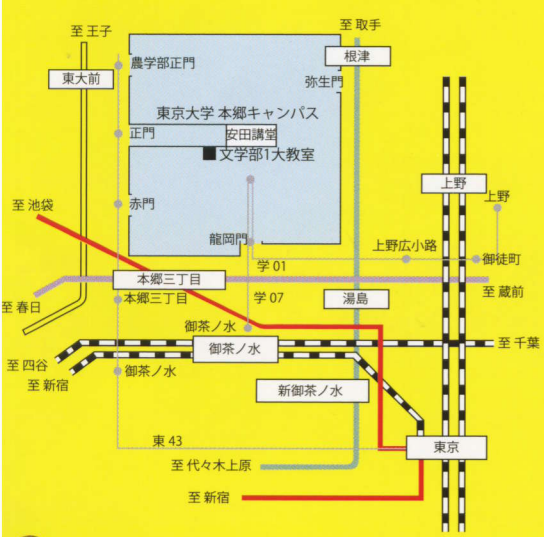 至 取手
至 王子
根津
農学部正門
東大前
弥生門
東京大学 本郷キャンパス
正門
安田講堂
文学部1大教室
上野
上野
赤門
至 池袋
龍岡門
上野広小路
御徒町
学 01
本郷三丁目
至 蔵前
本郷三丁目
学 07
湯島
至 春日
御茶ノ水
御茶ノ水
至 千葉
至 四谷
御茶ノ水
至 新宿
新御茶ノ水
東 43
東京
至 代々木上原
至 新宿